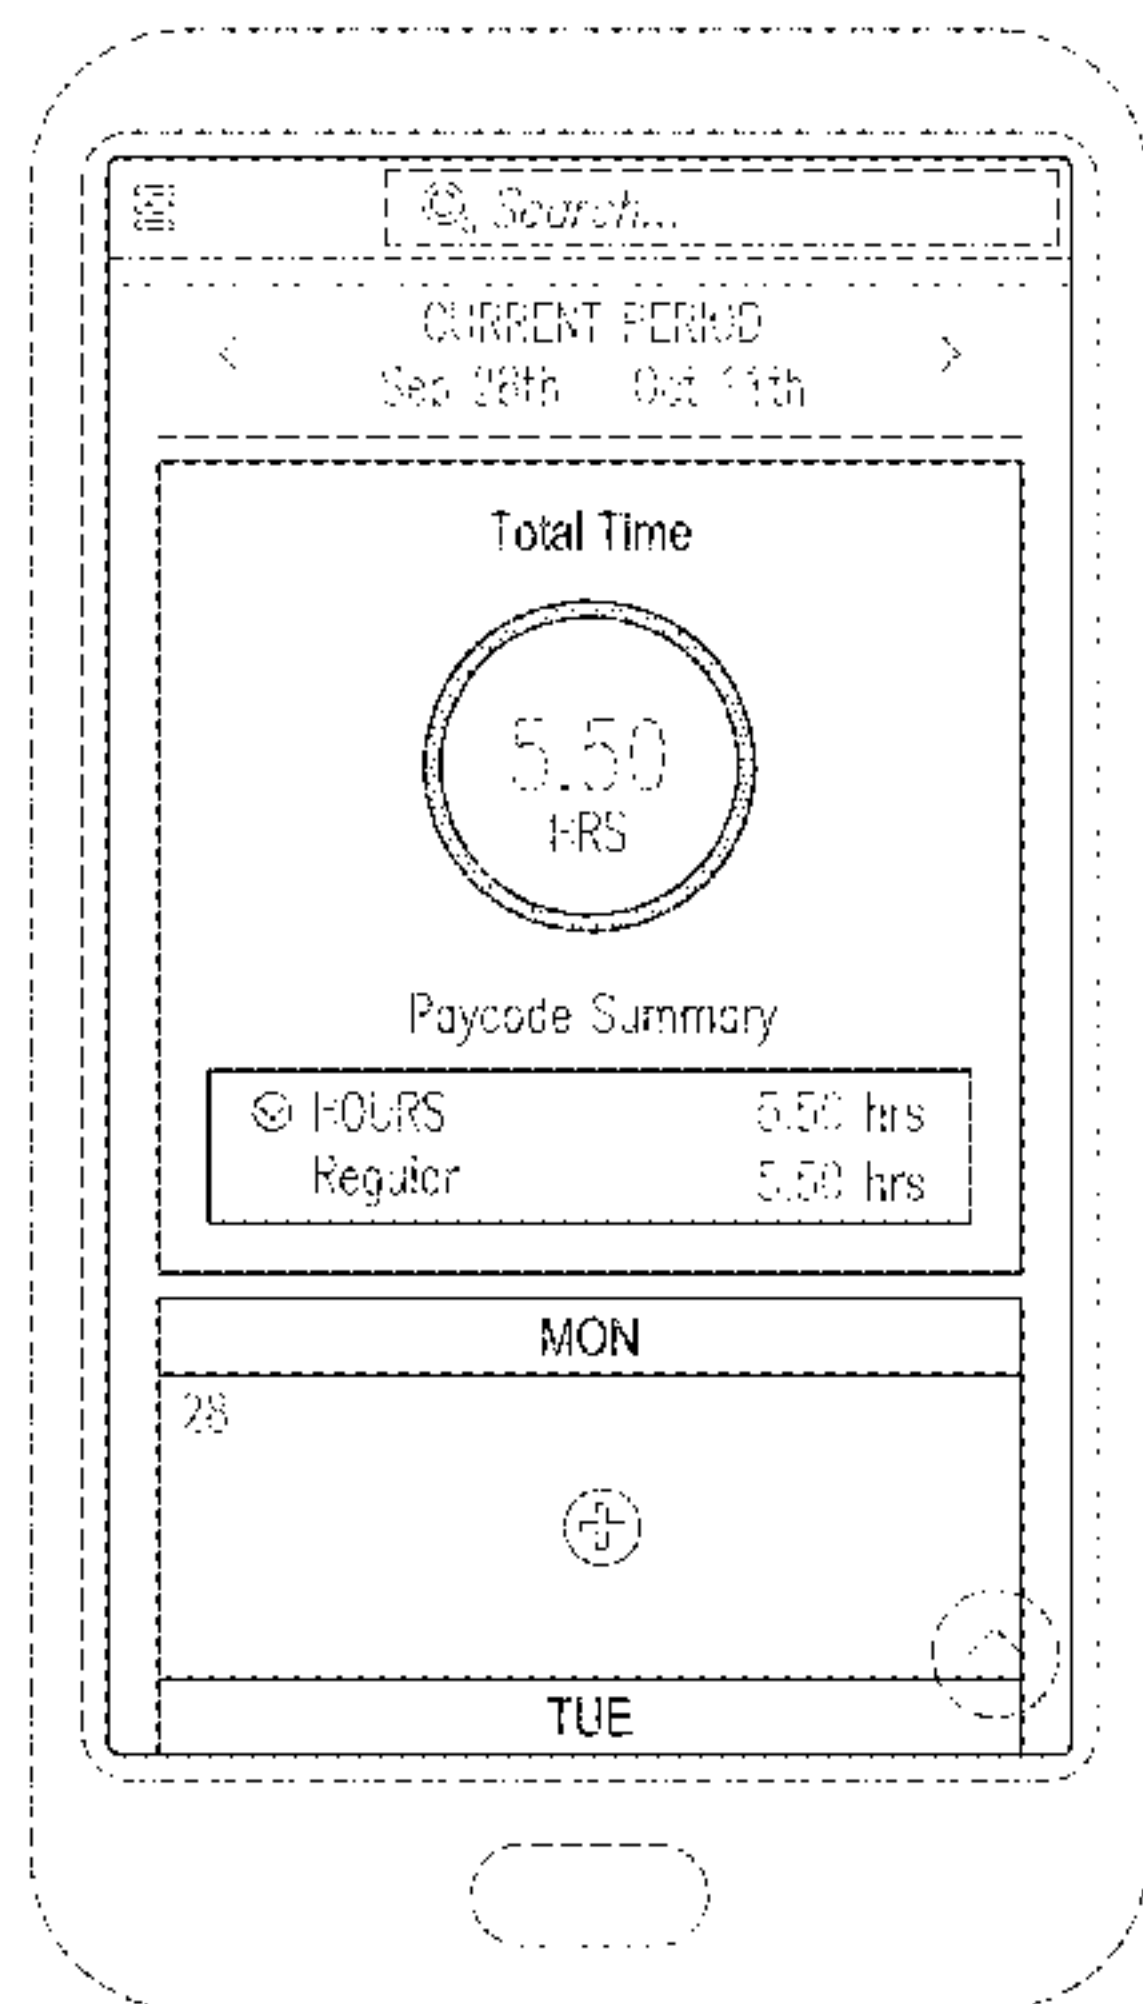 Search...
CURRENT PERIOD
Sep 28th Oct 11th
Total Time
5.50
HRS
Paycode Summary
HOURS 5.50 hrs
Regular 5.50 hrs
MON
28
TUE